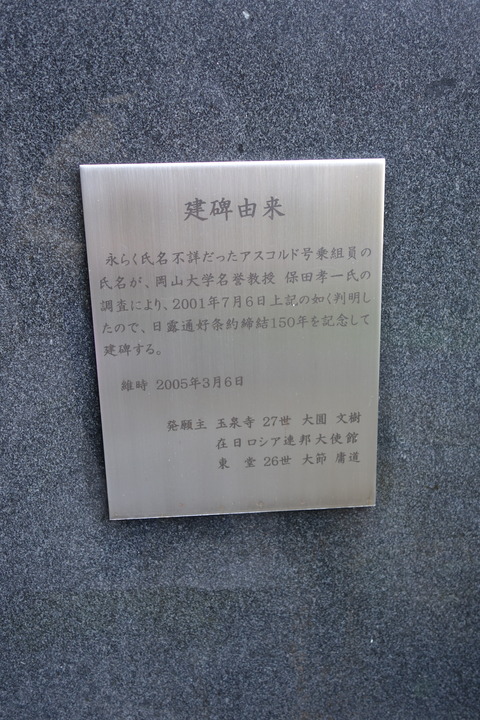 建碑由来
永らく氏名不詳だったアスコルド号乗組員の
氏名が、岡山大学名誉教授 保田孝一氏の
調査により、2001年7月6日上記の如く判明し
たので、日露通好条約締結150年を記念して
建碑する。
維時 2005年3月6日
発願主 玉泉寺 27世 大圓 文樹
在日ロシア連邦大使館
東 堂 26世 大節 庸道